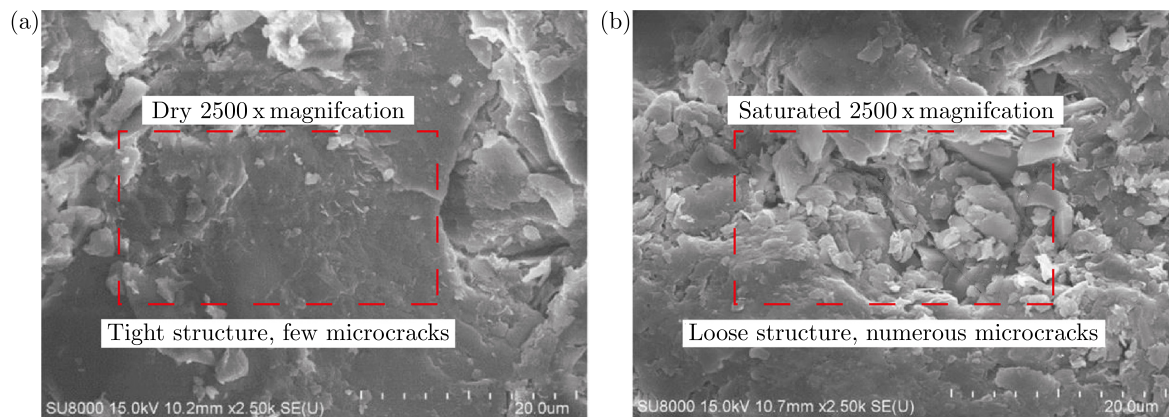 (a)
Dry 2500 x magnifcation
Tight structure, few microcracks
SU8000 15.0kV 10.2mm x2.50k SE(U)
20.0um
(b)
Saturated 2500 x magnifcation
Loose structure, numerous microcracks
SU8000 15.0kV 10.7mm x2.50k SE(U)
20.0um